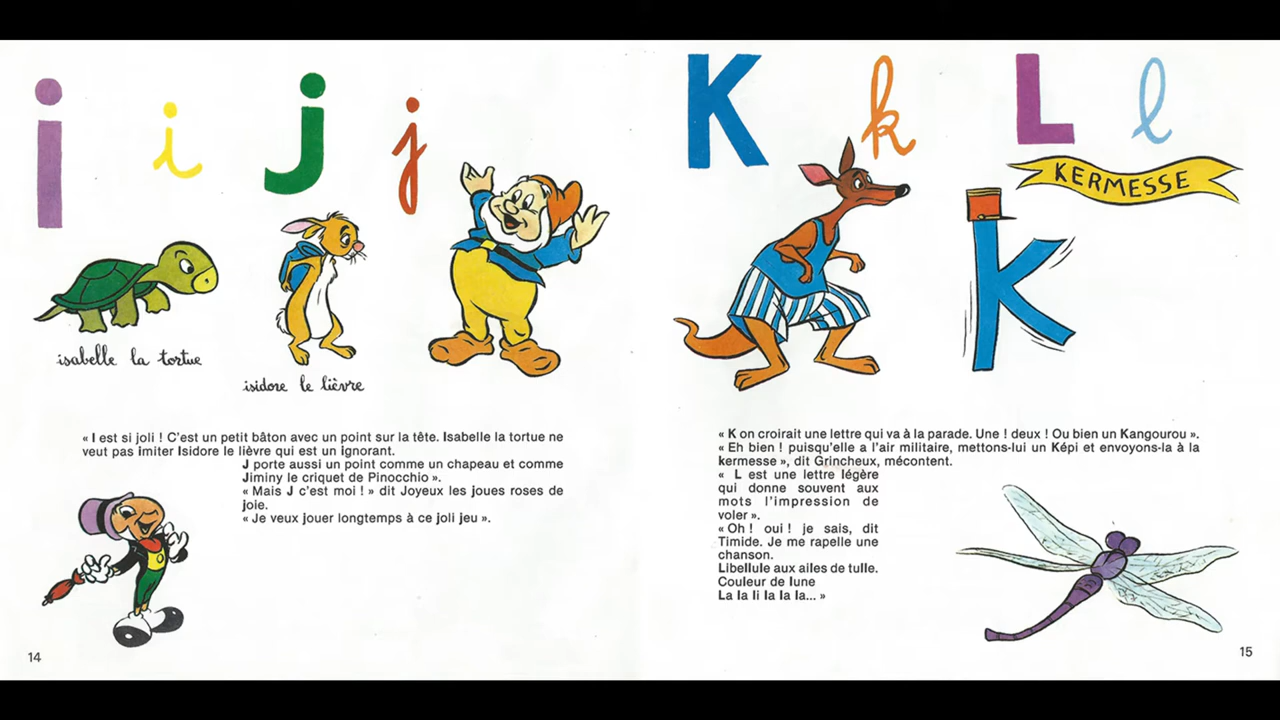 i i J j
isabelle la tortue
isidore le lièvre
« I est si joli ! C'est un petit bâton avec un point sur la tête. Isabelle la tortue ne
veut pas imiter Isidore le lièvre qui est un ignorant.
J porte aussi un point comme un chapeau et comme
Jiminy le criquet de Pinocchio ».
« Mais J c'est moi ! » dit Joyeux les joues roses de
joie.
« Je veux jouer longtemps à ce joli jeu ».
14
K k L l
KERMESSE
K
« K on croirait une lettre qui va à la parade. Une ! deux ! Ou bien un Kangourou ».
« Eh bien ! puisqu'elle a l'air militaire, mettons-lui un Képi et envoyons-la à la
kermesse », dit Grincheux, mécontent.
« L est une lettre légère
qui donne souvent aux
mots l'impression de
voler ».
« Oh ! oui ! je sais, dit
Timide. Je me rapelle une
chanson.
Libellule aux ailes de tulle.
Couleur de lune
La la li la la la... »
15